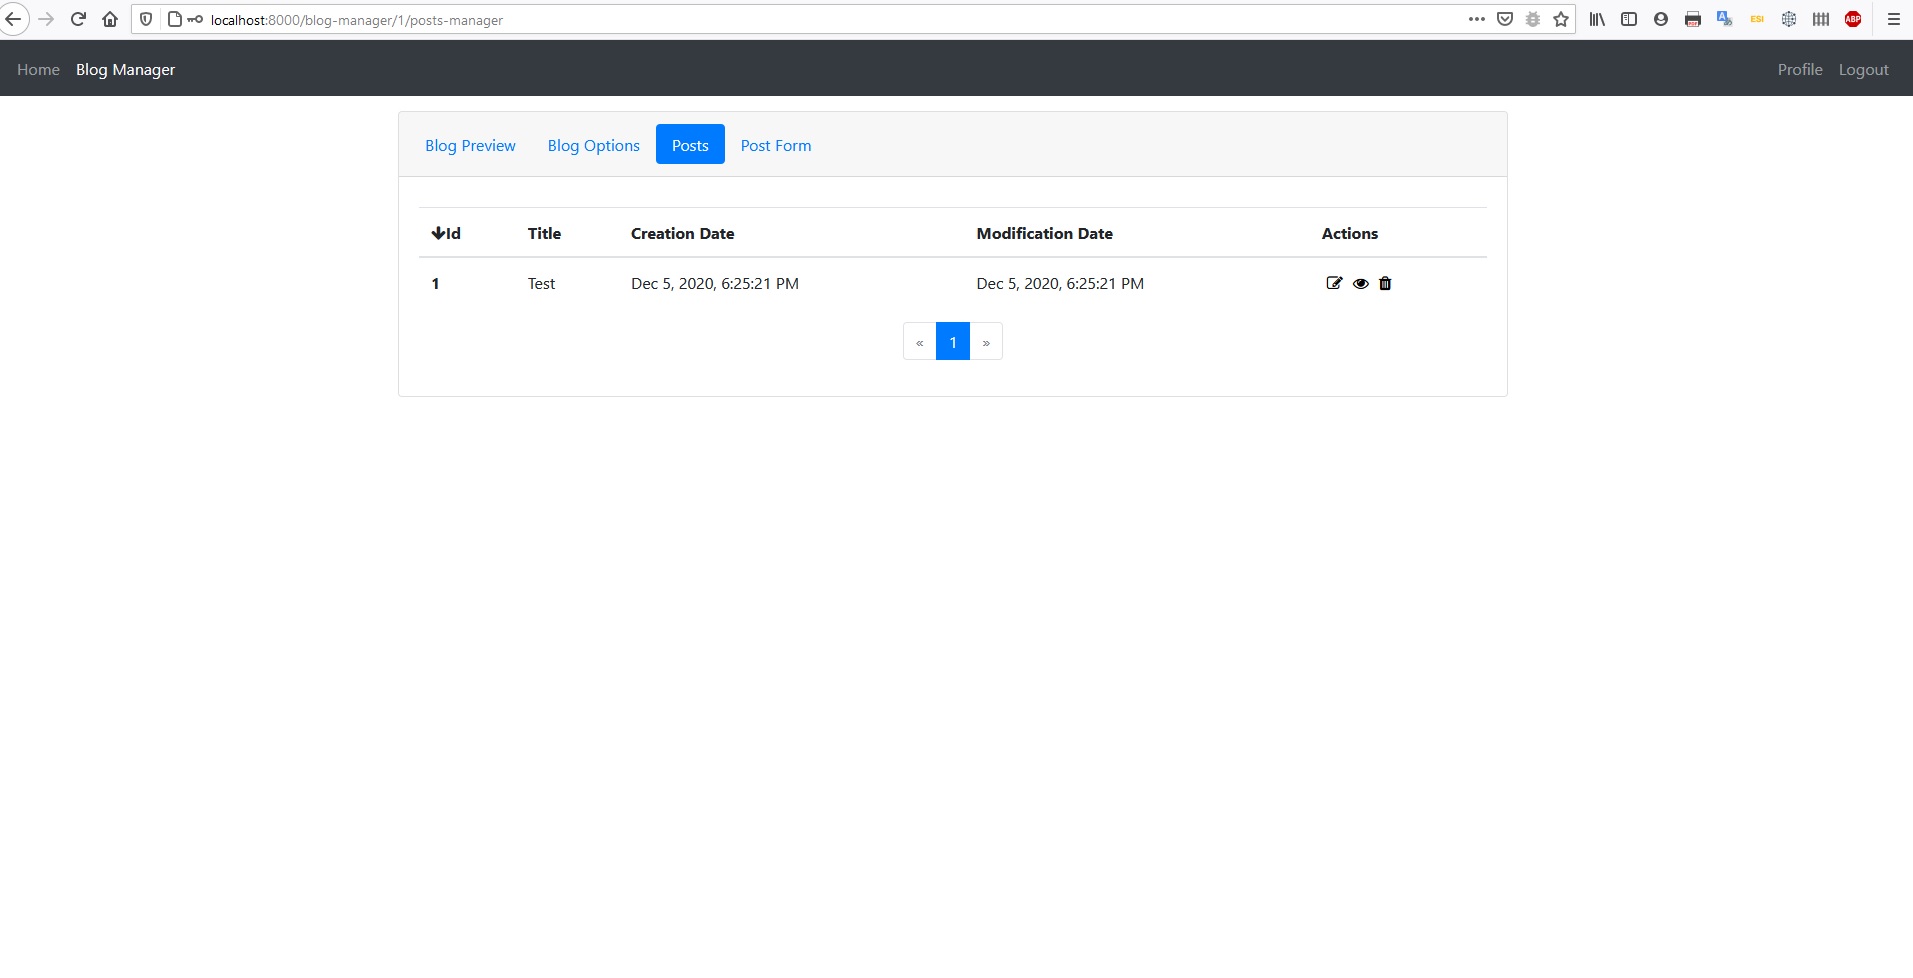 localhost:8000/blog-manager/1/posts-manager
ESI
ABP
Home Blog Manager Profile Logout
Blog Preview Blog Options Posts Post Form
Id Title Creation Date Modification Date Actions
1 Test Dec 5, 2020, 6:25:21 PM Dec 5, 2020, 6:25:21 PM
« 1 »